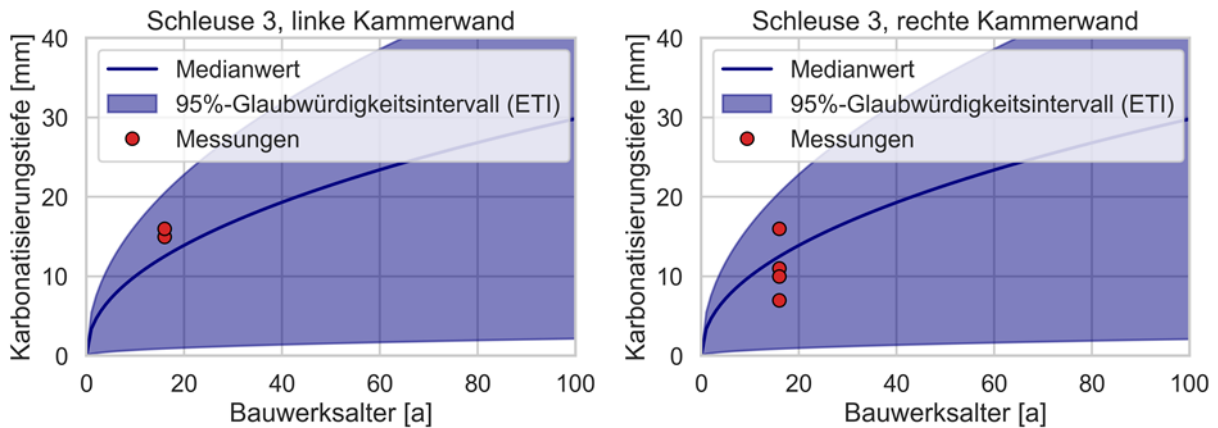 Schleuse 3, linke Kammerwand
Karbonatisierungstiefe [mm]
40
30
20
10
0
Medianwert
95%-Glaubwürdigkeitsintervall (ETI)
Messungen
0 20 40 60 80 100
Bauwerksalter [a]
Schleuse 3, rechte Kammerwand
Karbonatisierungstiefe [mm]
40
30
20
10
0
Medianwert
95%-Glaubwürdigkeitsintervall (ETI)
Messungen
0 20 40 60 80 100
Bauwerksalter [a]